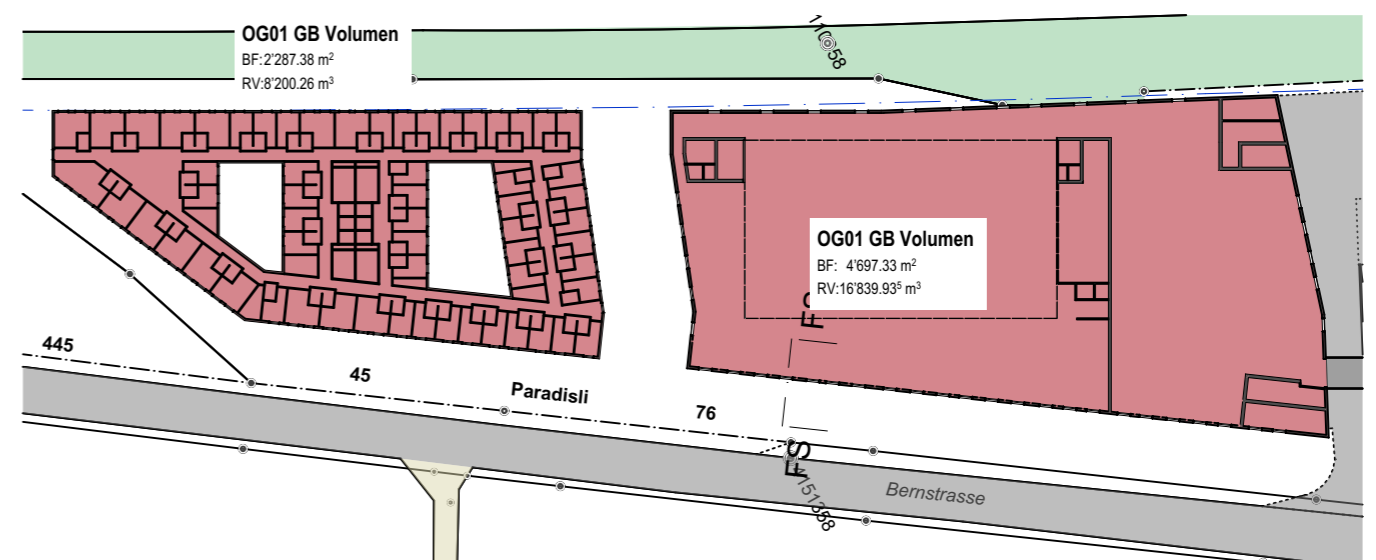 OG01 GB Volumen
BF:2'287.38 m²
RV:8'200.26 m³
OG01 GB Volumen
BF: 4'697.33 m²
RV:16'839.93⁵ m³
445
45
Paradisli
76
FS
Bernstrasse